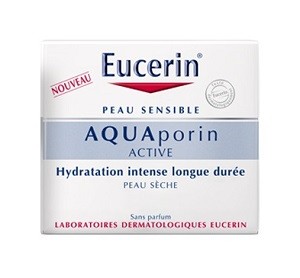 NOUVEAU
Eucerin®
PEAU SENSIBLE
AQUAporin
ACTIVE
Hydratation intense longue durée
PEAU SÈCHE
Sans parfum
LABORATOIRES DERMATOLOGIQUES EUCERIN